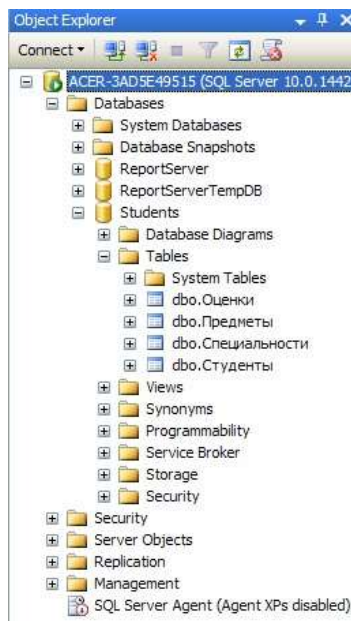 Object Explorer
Connect
ACER-3AD5E49515 (SQL Server 10.0.1442
Databases
System Databases
Database Snapshots
ReportServer
ReportServerTempDB
Students
Database Diagrams
Tables
System Tables
dbo.Оценки
dbo.Предметы
dbo.Специальности
dbo.Студенты
Views
Synonyms
Programmability
Service Broker
Storage
Security
Security
Server Objects
Replication
Management
SQL Server Agent (Agent XPs disabled)